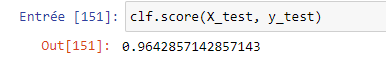 Entrée [151]: clf.score(X_test, y_test)
Out[151]: 0.9642857142857143